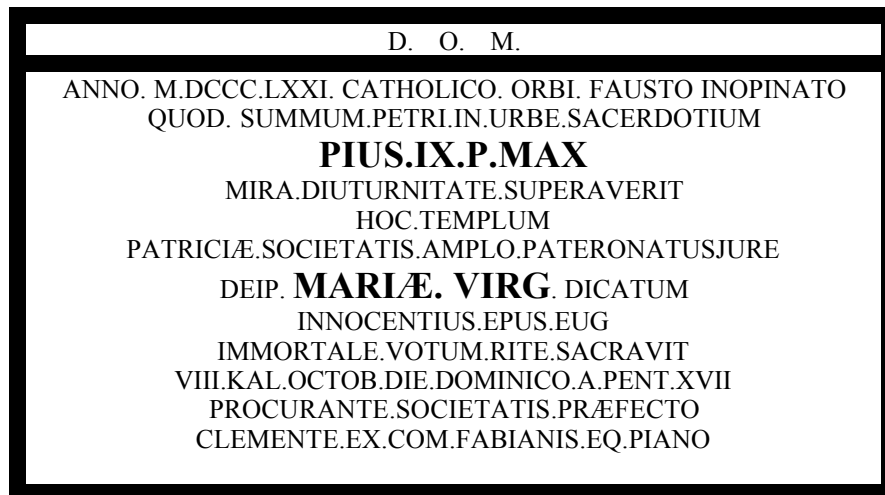 D. O. M.
ANNO. M.DCCC.LXXI. CATHOLICO. ORBI. FAUSTO INOPINATO
QUOD. SUMMUM.PETRI.IN.URBE.SACERDOTIUM
PIUS.IX.P.MAX
MIRA.DIUTURNITATE.SUPERAVERIT
HOC.TEMPLUM
PATRICIÆ.SOCIETATIS.AMPLO.PATERONATUSJURE
DEIP. MARIÆ. VIRG. DICATUM
INNOCENTIUS.EPUS.EUG
IMMORTALE.VOTUM.RITE.SACRAVIT
VIII.KAL.OCTOB.DIE.DOMINICO.A.PENT.XVII
PROCURANTE.SOCIETATIS.PRÆFECTO
CLEMENTE.EX.COM.FABIANIS.EQ.PIANO